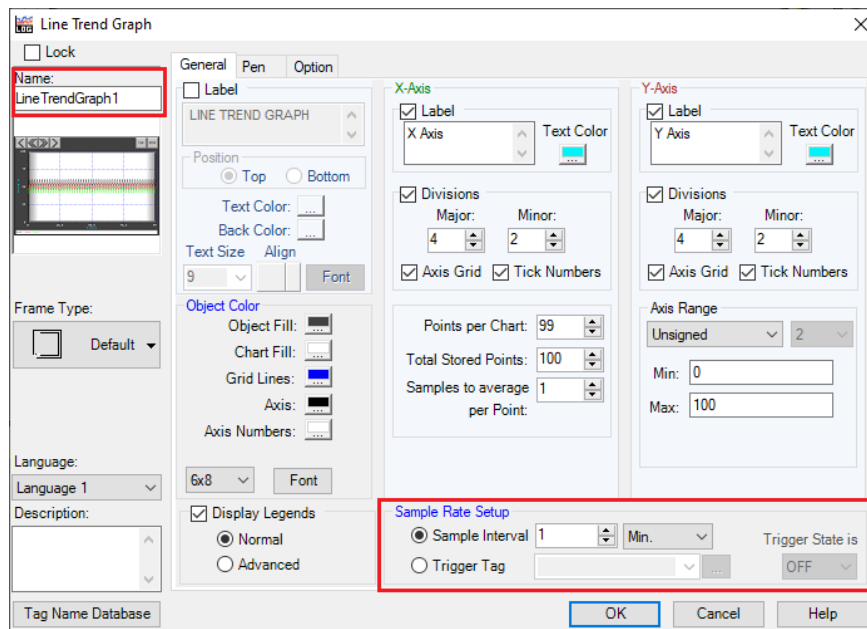 Line Trend Graph
Lock
Name:
LineTrendGraph1
Frame Type:
Default
Language:
Language 1
Description:
Tag Name Database
General Pen Option
Label
LINE TREND GRAPH
Position
Top Bottom
Text Color: ...
Back Color: ...
Text Size Align
9 Font
Object Color
Object Fill: ...
Chart Fill: ...
Grid Lines: ...
Axis: ...
Axis Numbers: ...
6x8 Font
Display Legends
Normal
Advanced
X-Axis
Label
X Axis
Text Color
...
Divisions
Major: Minor:
4 2
Axis Grid Tick Numbers
Points per Chart: 99
Total Stored Points: 100
Samples to average 1
per Point:
Y-Axis
Label
Y Axis
Text Color
...
Divisions
Major: Minor:
4 2
Axis Grid Tick Numbers
Axis Range
Unsigned 2
Min: 0
Max: 100
Sample Rate Setup
Sample Interval 1 Min.
Trigger Tag ...
Trigger State is
OFF
OK Cancel Help